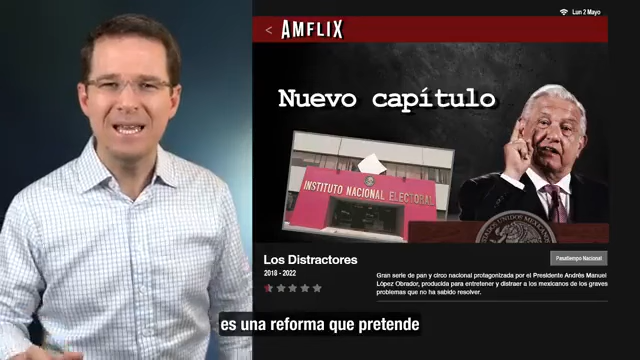 Lun 2 Mayo
< AMFLIX
Nuevo capítulo
INSTITUTO NACIONAL ELECTORAL
Los Distractores
2018 - 2022
Pasatiempo Nacional
Gran serie de pan y circo nacional protagonizada por el Presidente Andrés Manuel
López Obrador, producida para entretener y distraer a los mexicanos de los graves
problemas que no ha sabido resolver.
es una reforma que pretende